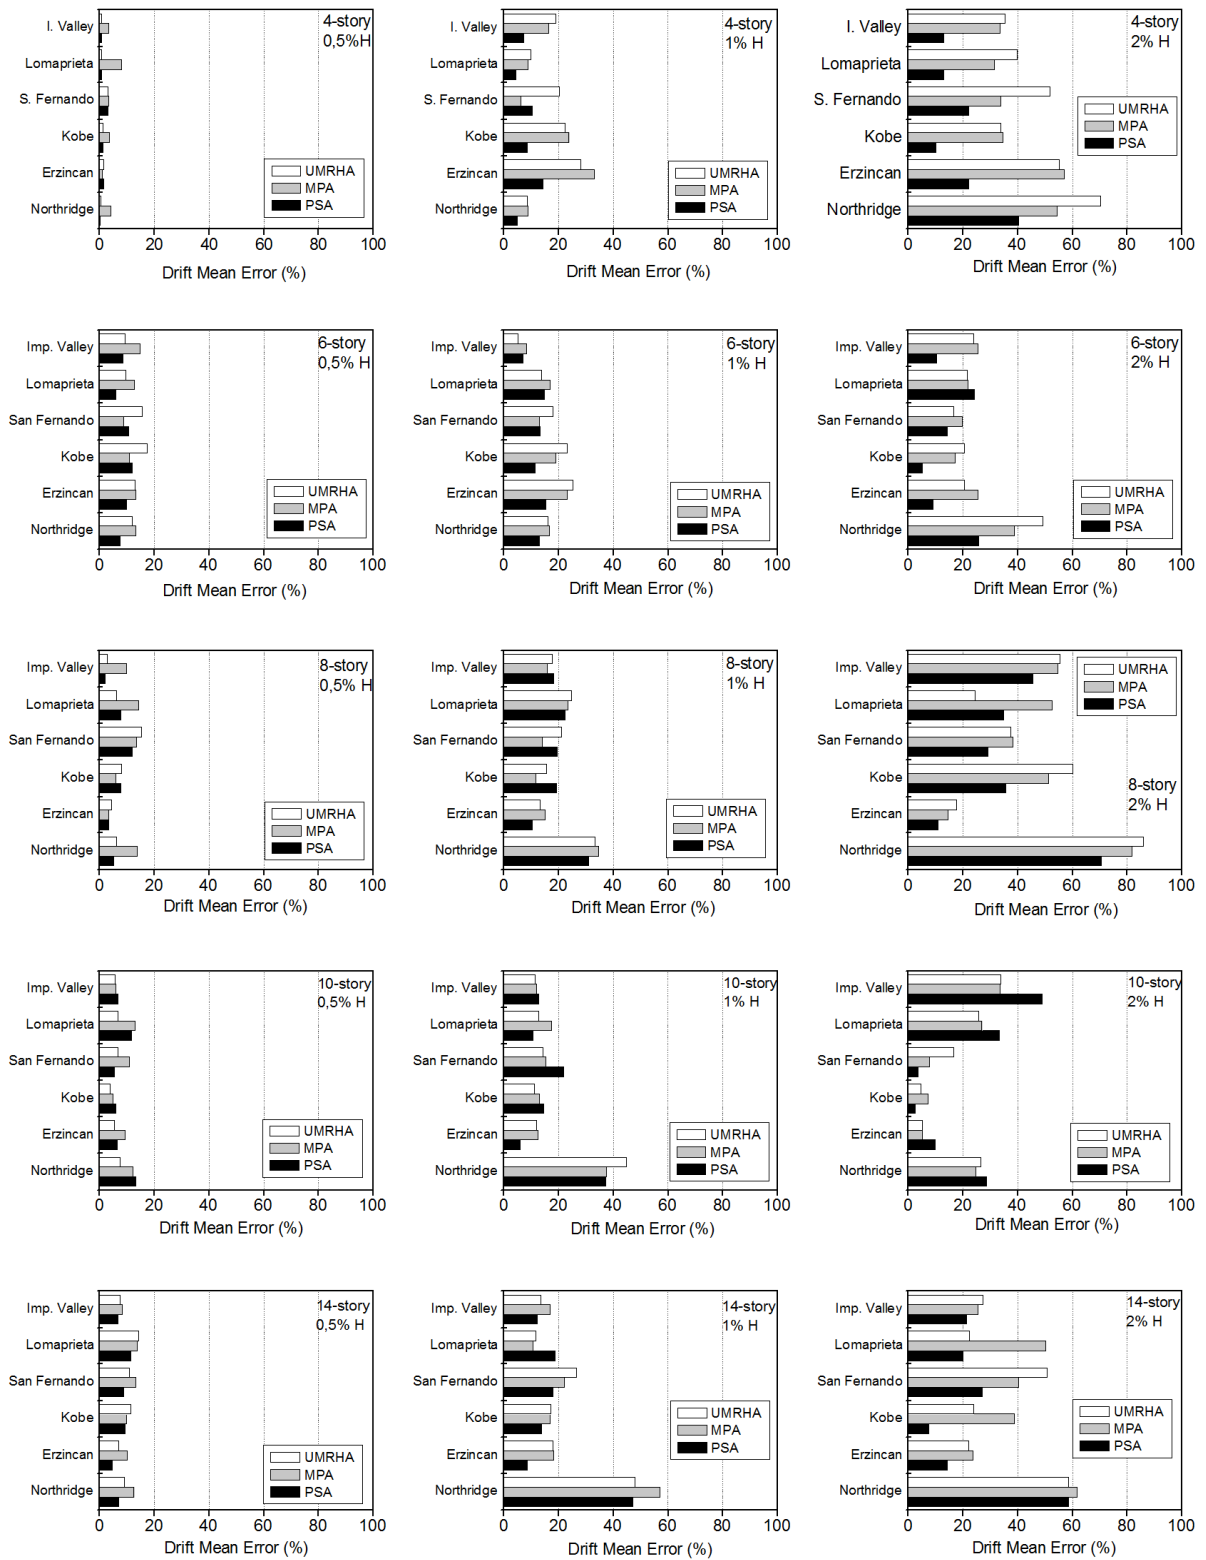 I. Valley
Lomaprieta
S. Fernando
Kobe
Erzincan
Northridge
4-story
0,5%H
UMRHA
MPA
PSA
0 20 40 60 80 100
Drift Mean Error (%)
I. Valley
Lomaprieta
S. Fernando
Kobe
Erzincan
Northridge
4-story
1% H
UMRHA
MPA
PSA
0 20 40 60 80 100
Drift Mean Error (%)
I. Valley
Lomaprieta
S. Fernando
Kobe
Erzincan
Northridge
4-story
2% H
UMRHA
MPA
PSA
0 20 40 60 80 100
Drift Mean Error (%)
Imp. Valley
Lomaprieta
San Fernando
Kobe
Erzincan
Northridge
6-story
0,5% H
UMRHA
MPA
PSA
0 20 40 60 80 100
Drift Mean Error (%)
Imp. Valley
Lomaprieta
San Fernando
Kobe
Erzincan
Northridge
6-story
1% H
UMRHA
MPA
PSA
0 20 40 60 80 100
Drift Mean Error (%)
Imp. Valley
Lomaprieta
San Fernando
Kobe
Erzincan
Northridge
6-story
2% H
UMRHA
MPA
PSA
0 20 40 60 80 100
Drift Mean Error (%)
Imp. Valley
Lomaprieta
San Fernando
Kobe
Erzincan
Northridge
8-story
0,5% H
UMRHA
MPA
PSA
0 20 40 60 80 100
Drift Mean Error (%)
Imp. Valley
Lomaprieta
San Fernando
Kobe
Erzincan
Northridge
8-story
1% H
UMRHA
MPA
PSA
0 20 40 60 80 100
Drift Mean Error (%)
Imp. Valley
Lomaprieta
San Fernando
Kobe
Erzincan
Northridge
UMRHA
MPA
PSA
8-story
2% H
0 20 40 60 80 100
Drift Mean Error (%)
Imp. Valley
Lomaprieta
San Fernando
Kobe
Erzincan
Northridge
10-story
0,5% H
UMRHA
MPA
PSA
0 20 40 60 80 100
Drift Mean Error (%)
Imp. Valley
Lomaprieta
San Fernando
Kobe
Erzincan
Northridge
10-story
1% H
UMRHA
MPA
PSA
0 20 40 60 80 100
Drift Mean Error (%)
Imp. Valley
Lomaprieta
San Fernando
Kobe
Erzincan
Northridge
10-story
2% H
UMRHA
MPA
PSA
0 20 40 60 80 100
Drift Mean Error (%)
Imp. Valley
Lomaprieta
San Fernando
Kobe
Erzincan
Northridge
14-story
0,5% H
UMRHA
MPA
PSA
0 20 40 60 80 100
Drift Mean Error (%)
Imp. Valley
Lomaprieta
San Fernando
Kobe
Erzincan
Northridge
14-story
1% H
UMRHA
MPA
PSA
0 20 40 60 80 100
Drift Mean Error (%)
Imp. Valley
Lomaprieta
San Fernando
Kobe
Erzincan
Northridge
14-story
2% H
UMRHA
MPA
PSA
0 20 40 60 80 100
Drift Mean Error (%)